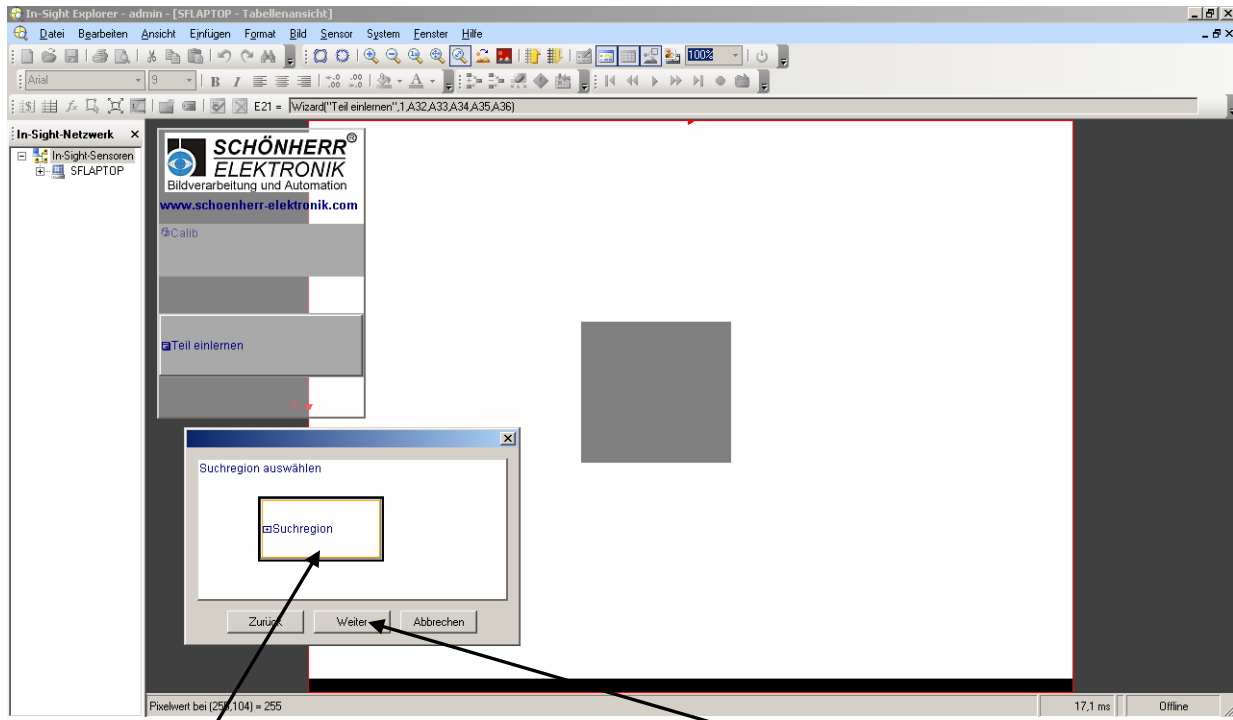 In-Sight Explorer - admin - [SFLAPTOP - Tabellenansicht]
Datei Bearbeiten Ansicht Einfügen Format Bild Sensor System Fenster Hilfe
100%
Arial 9 B I
E21 = Wizard("Teil einlernen",1,A32,A33,A34,A35,A36)
In-Sight-Netzwerk
In-Sight-Sensoren
SFLAPTOP
SCHÖNHERR®
ELEKTRONIK
Bildverarbeitung und Automation
www.schoenherr-elektronik.com
Calib
Teil einlernen
Suchregion auswählen
Suchregion
Zurück Weiter Abbrechen
Pixelwert bei (255,104) = 255 17,1 ms Offline